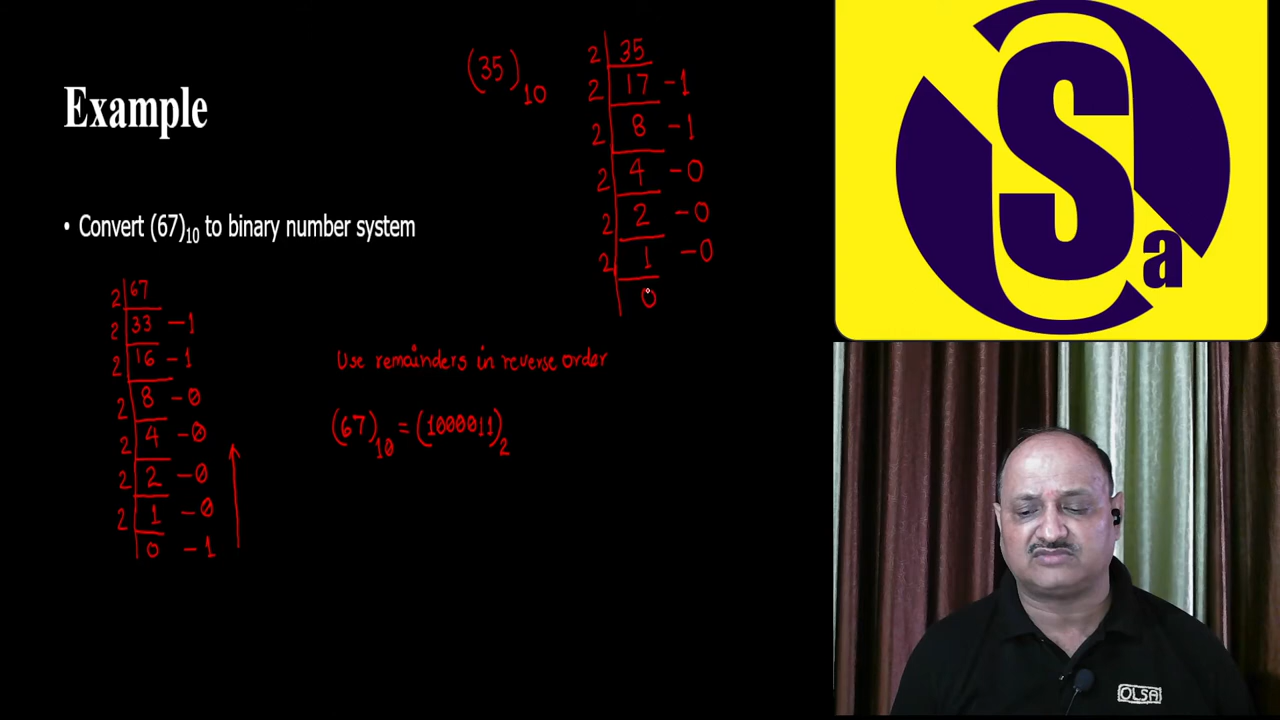 Example
• Convert (67)10 to binary number system
2 67
2 33 – 1
2 16 – 1
2 8 – 0
2 4 – 0
2 2 – 0
2 1 – 0
0 – 1
(35)10
2 35
2 17 – 1
2 8 – 1
2 4 – 0
2 2 – 0
2 1 – 0
0
Use remainders in reverse order
(67)10 = (1000011)2
S
a
OLSA